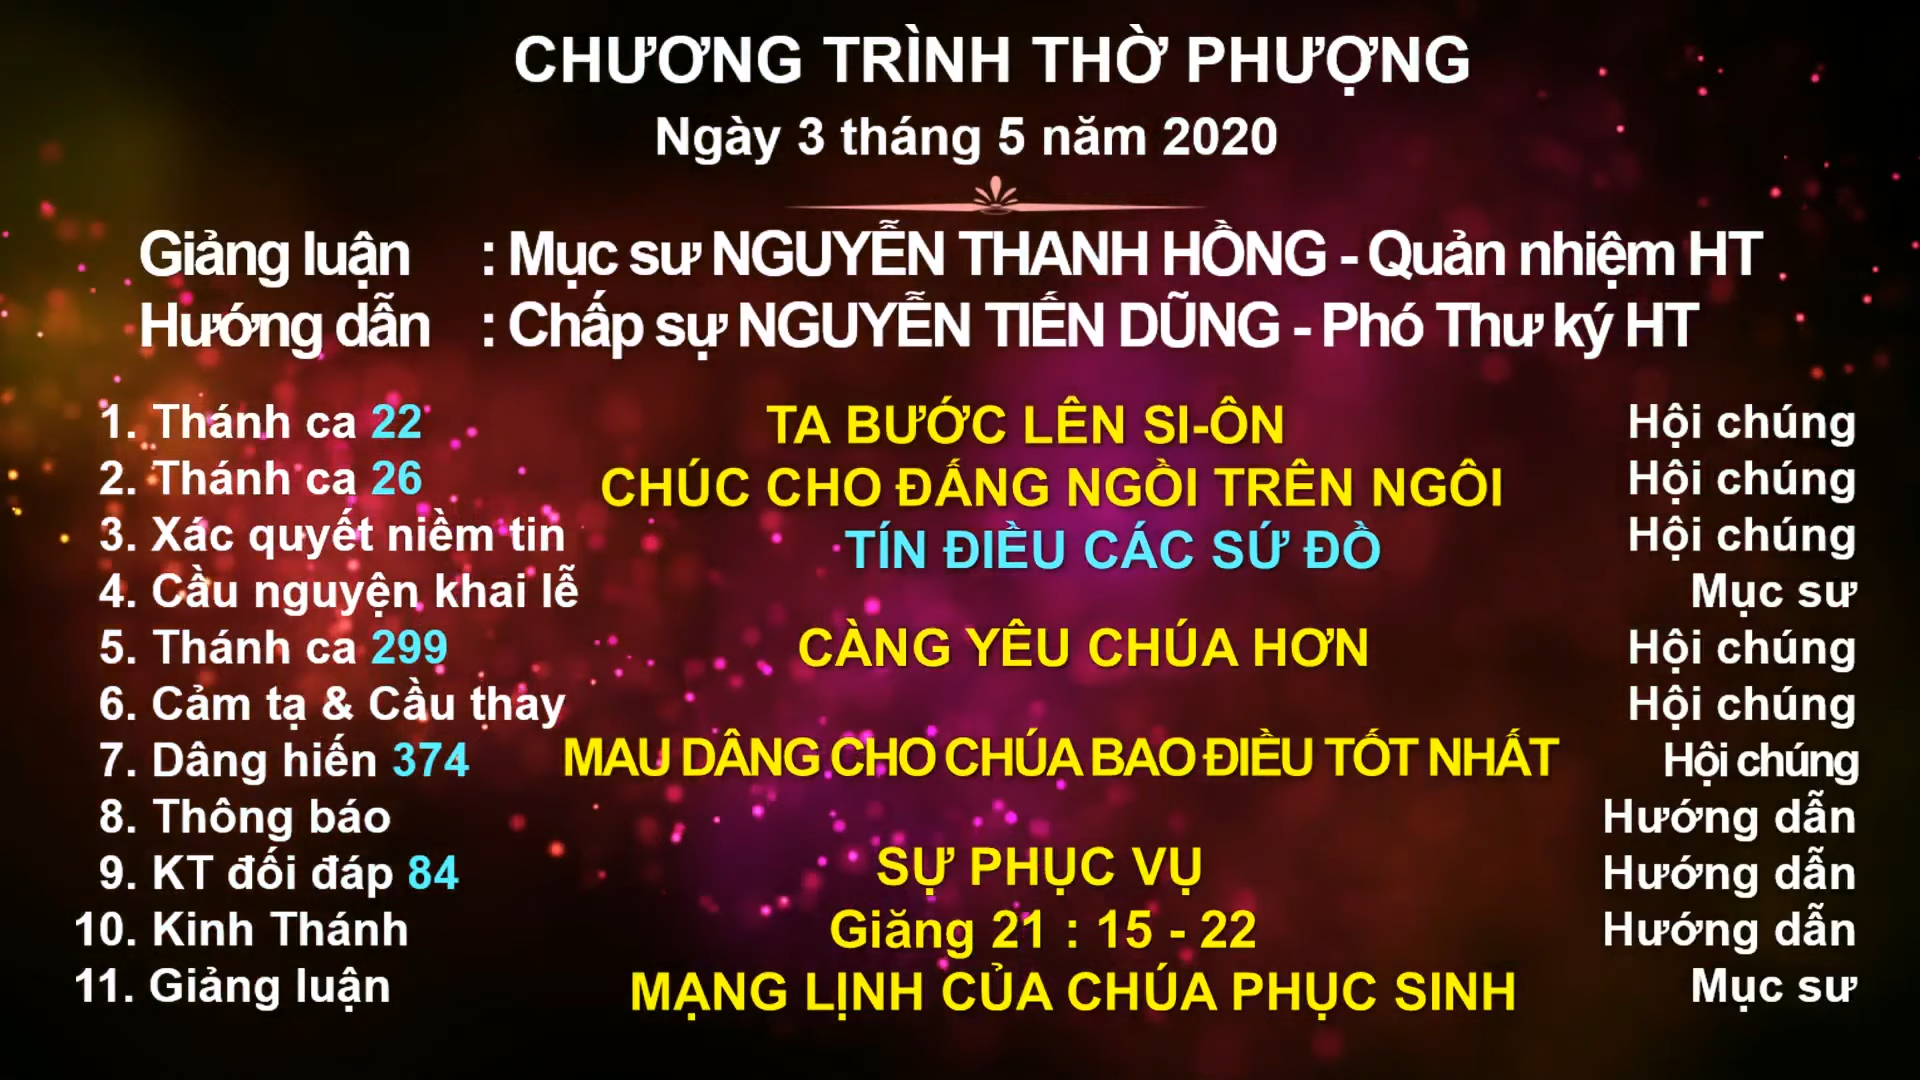 CHƯƠNG TRÌNH THỜ PHƯỢNG
Ngày 3 tháng 5 năm 2020
Giảng luận : Mục sư NGUYỄN THANH HỒNG - Quản nhiệm HT
Hướng dẫn : Chấp sự NGUYỄN TIẾN DŨNG - Phó Thư ký HT
1. Thánh ca 22 TA BƯỚC LÊN SI-ÔN Hội chúng
2. Thánh ca 26 CHÚC CHO ĐẤNG NGỒI TRÊN NGÔI Hội chúng
3. Xác quyết niềm tin TÍN ĐIỀU CÁC SỨ ĐỒ Hội chúng
4. Cầu nguyện khai lễ Mục sư
5. Thánh ca 299 CÀNG YÊU CHÚA HƠN Hội chúng
6. Cảm tạ & Cầu thay Hội chúng
7. Dâng hiến 374 MAU DÂNG CHO CHÚA BAO ĐIỀU TỐT NHẤT Hội chúng
8. Thông báo Hướng dẫn
9. KT đối đáp 84 SỰ PHỤC VỤ Hướng dẫn
10. Kinh Thánh Giăng 21 : 15 - 22 Hướng dẫn
11. Giảng luận MẠNG LỊNH CỦA CHÚA PHỤC SINH Mục sư